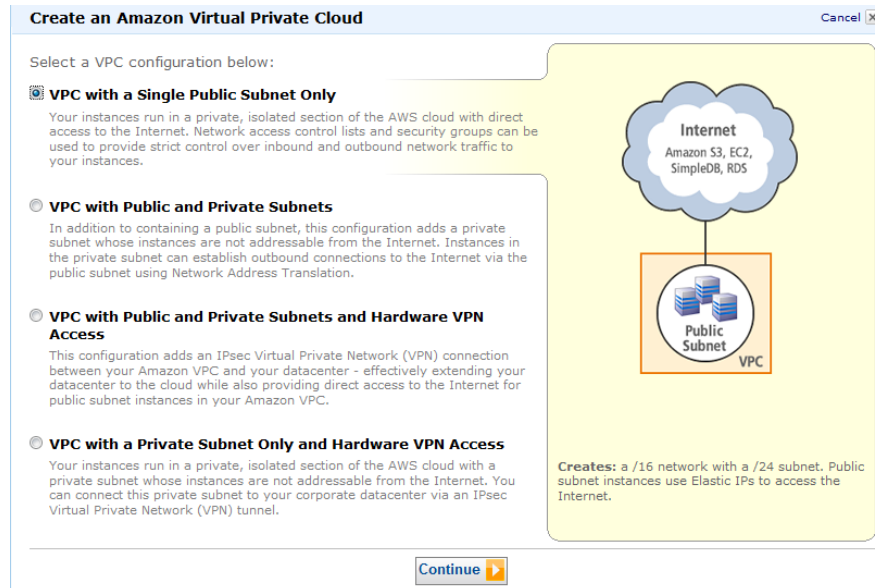 Create an Amazon Virtual Private Cloud
Cancel
Select a VPC configuration below:
VPC with a Single Public Subnet Only
Your instances run in a private, isolated section of the AWS cloud with direct
access to the Internet. Network access control lists and security groups can be
used to provide strict control over inbound and outbound network traffic to
your instances.
VPC with Public and Private Subnets
In addition to containing a public subnet, this configuration adds a private
subnet whose instances are not addressable from the Internet. Instances in
the private subnet can establish outbound connections to the Internet via the
public subnet using Network Address Translation.
VPC with Public and Private Subnets and Hardware VPN
Access
This configuration adds an IPsec Virtual Private Network (VPN) connection
between your Amazon VPC and your datacenter - effectively extending your
datacenter to the cloud while also providing direct access to the Internet for
public subnet instances in your Amazon VPC.
VPC with a Private Subnet Only and Hardware VPN Access
Your instances run in a private, isolated section of the AWS cloud with a
private subnet whose instances are not addressable from the Internet. You
can connect this private subnet to your corporate datacenter via an IPsec
Virtual Private Network (VPN) tunnel.
Internet
Amazon S3, EC2,
SimpleDB, RDS
Public
Subnet
VPC
Creates: a /16 network with a /24 subnet. Public
subnet instances use Elastic IPs to access the
Internet.
Continue